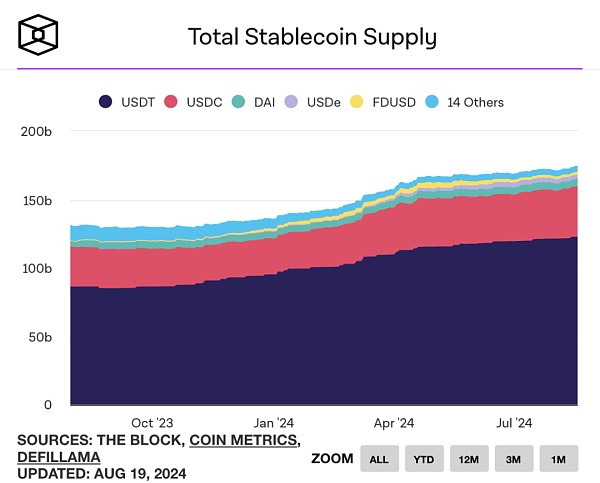 Total Stablecoin Supply
USDT USDC DAI USDe FDUSD 14 Others
200b
150b
100b
50b
0
Oct '23 Jan '24 Apr '24 Jul '24
SOURCES: THE BLOCK, COIN METRICS,
DEFILLAMA
UPDATED: AUG 19, 2024
ZOOM ALL YTD 12M 3M 1M